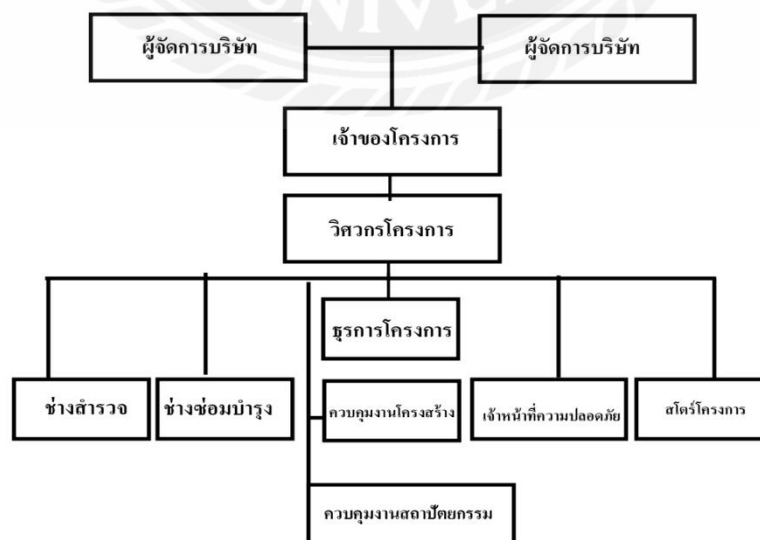 UNIVE
ผู้จัดการบริษัท
ผู้จัดการบริษัท
เจ้าของโครงการ
วิศวกรโครงการ
ธุรการโครงการ
ช่างสำรวจ
ช่างซ่อมบำรุง
ควบคุมงานโครงสร้าง
เจ้าหน้าที่ความปลอดภัย
สโตร์โครงการ
ควบคุมงานสถาปัตยกรรม